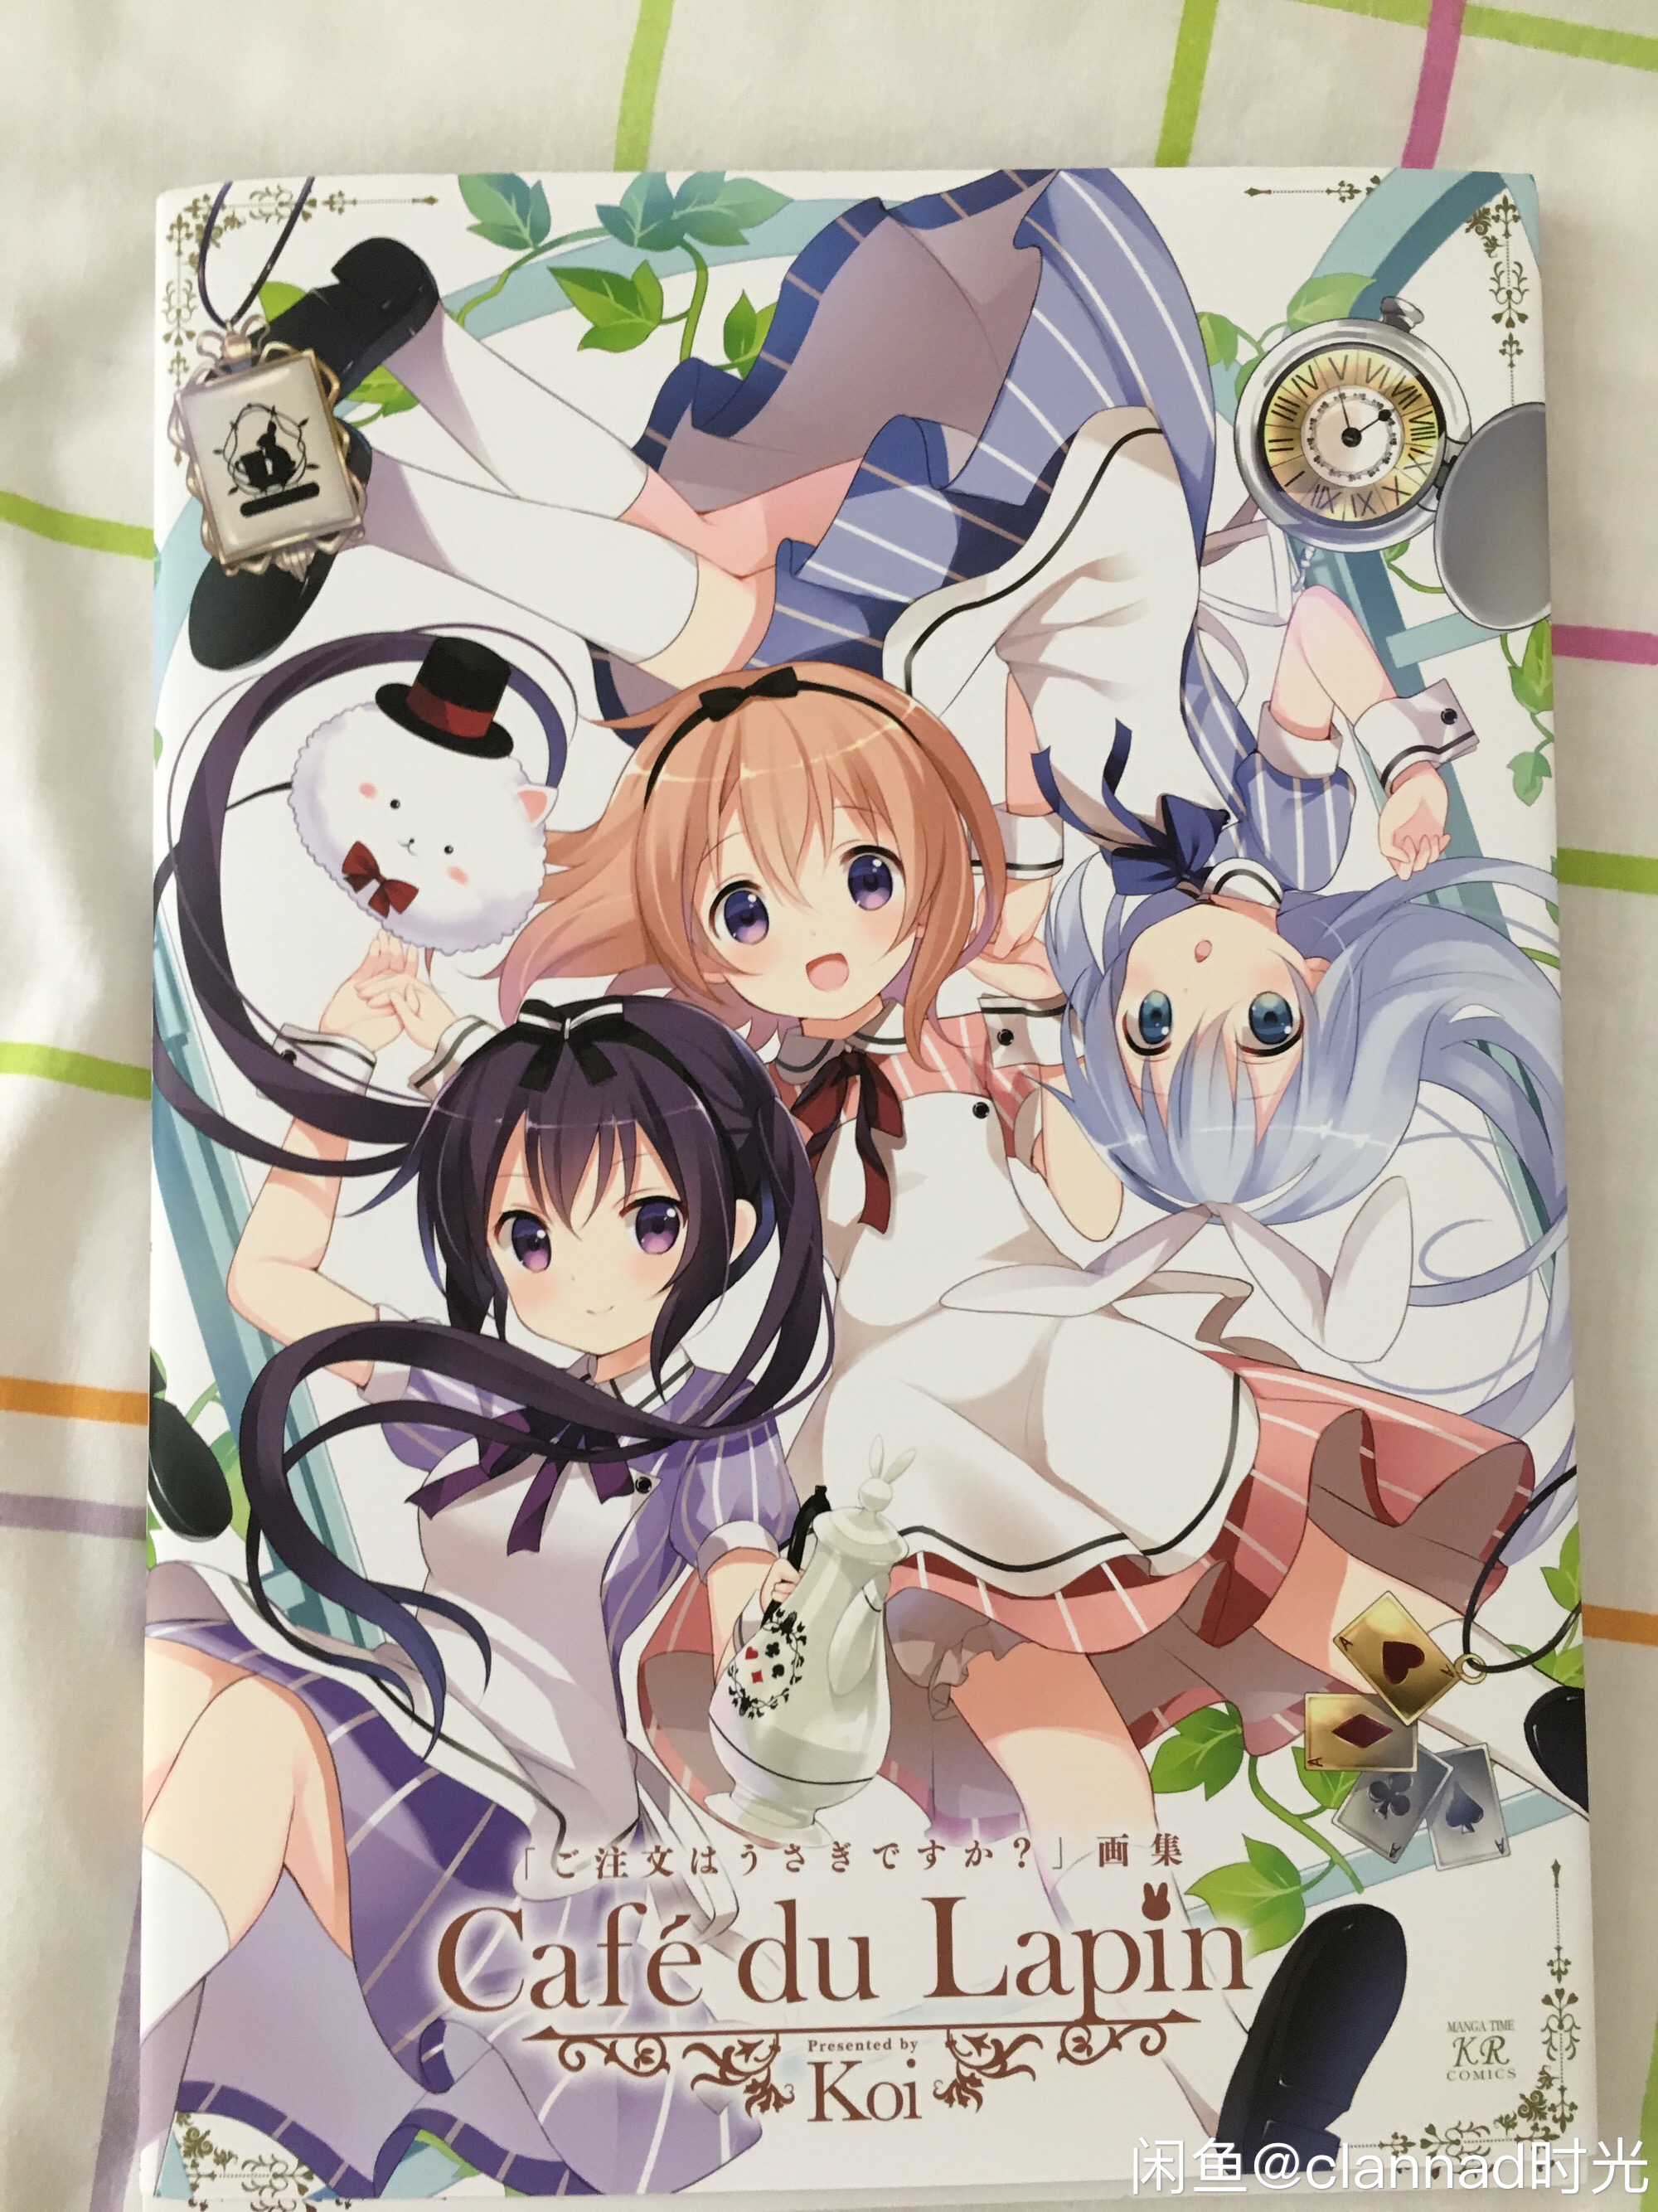 「ご注文はうさぎですか？」画集
Café du Lapin
Presented by
Koi
MANGA TIME
KR
COMICS
闲鱼@clannad时光